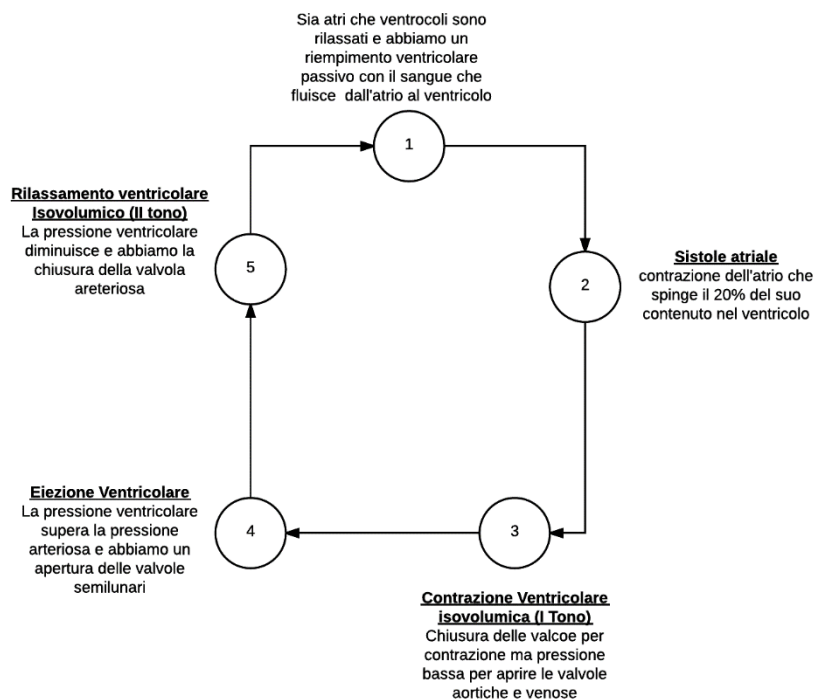 Sia atri che ventrocoli sono
rilassati e abbiamo un
riempimento ventricolare
passivo con il sangue che
fluisce dall'atrio al ventricolo
1
2
Sistole atriale
contrazione dell'atrio che
spinge il 20% del suo
contenuto nel ventricolo
3
Contrazione Ventricolare
isovolumica (I Tono)
Chiusura delle valcoe per
contrazione ma pressione
bassa per aprire le valvole
aortiche e venose
4
Eiezione Ventricolare
La pressione ventricolare
supera la pressione
arteriosa e abbiamo un
apertura delle valvole
semilunari
5
Rilassamento ventricolare
Isovolumico (II tono)
La pressione ventricolare
diminuisce e abbiamo la
chiusura della valvola
areteriosa